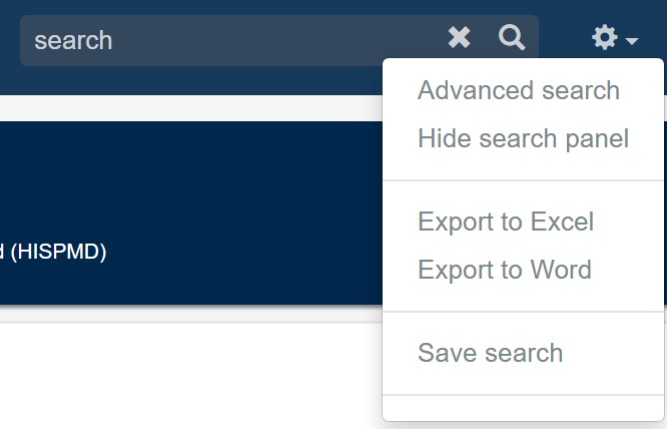 search
Advanced search
Hide search panel
(HISPMD)
Export to Excel
Export to Word
Save search